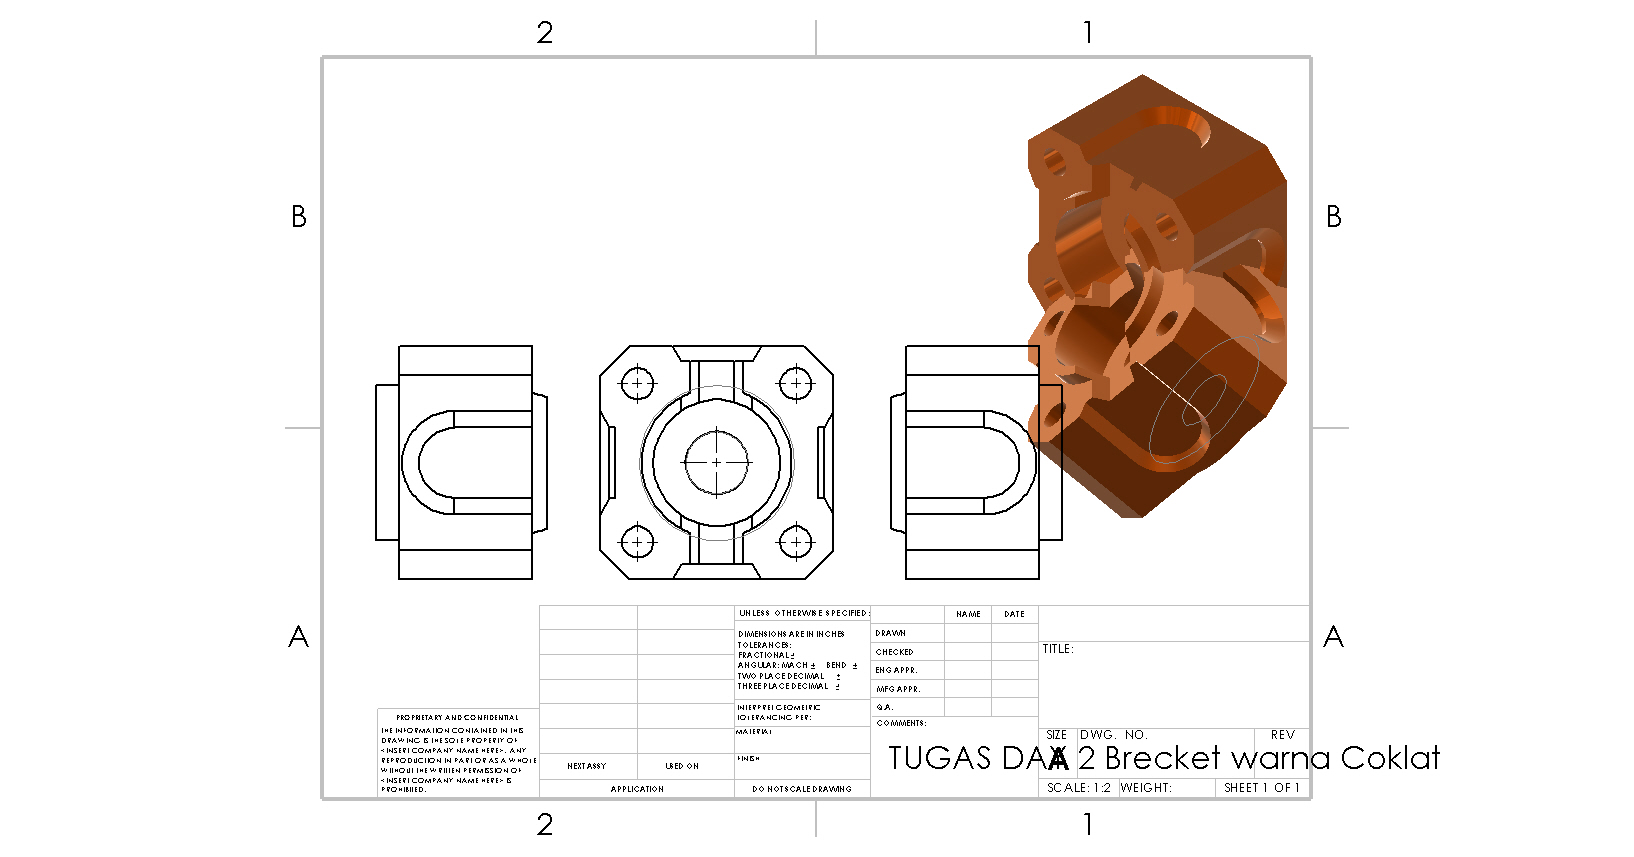 2 1
B B
A A
UNLESS OTHERWISE SPECIFIED:
NAME DATE
DIMENSIONS ARE IN INCHES
TOLERANCES:
FRACTIONAL ±
ANGULAR: MACH ± BEND ±
TWO PLACE DECIMAL ±
THREE PLACE DECIMAL ±
DRAWN
CHECKED
ENG APPR.
MFG APPR.
Q.A.
COMMENTS:
TITLE:
INTERPRET GEOMETRIC
TOLERANCING PER:
MATERIAL
FINISH
PROPRIETARY AND CONFIDENTIAL
THE INFORMATION CONTAINED IN THIS
DRAWING IS THE SOLE PROPERTY OF
<INSERT COMPANY NAME HERE>. ANY
REPRODUCTION IN PART OR AS A WHOLE
WITHOUT THE WRITTEN PERMISSION OF
<INSERT COMPANY NAME HERE> IS
PROHIBITED.
NEXT ASSY USED ON
APPLICATION
DO NOT SCALE DRAWING
SIZE DWG. NO. REV
A
TUGAS DAX 2 Brecket warna Coklat
SCALE: 1:2 WEIGHT: SHEET 1 OF 1
2 1